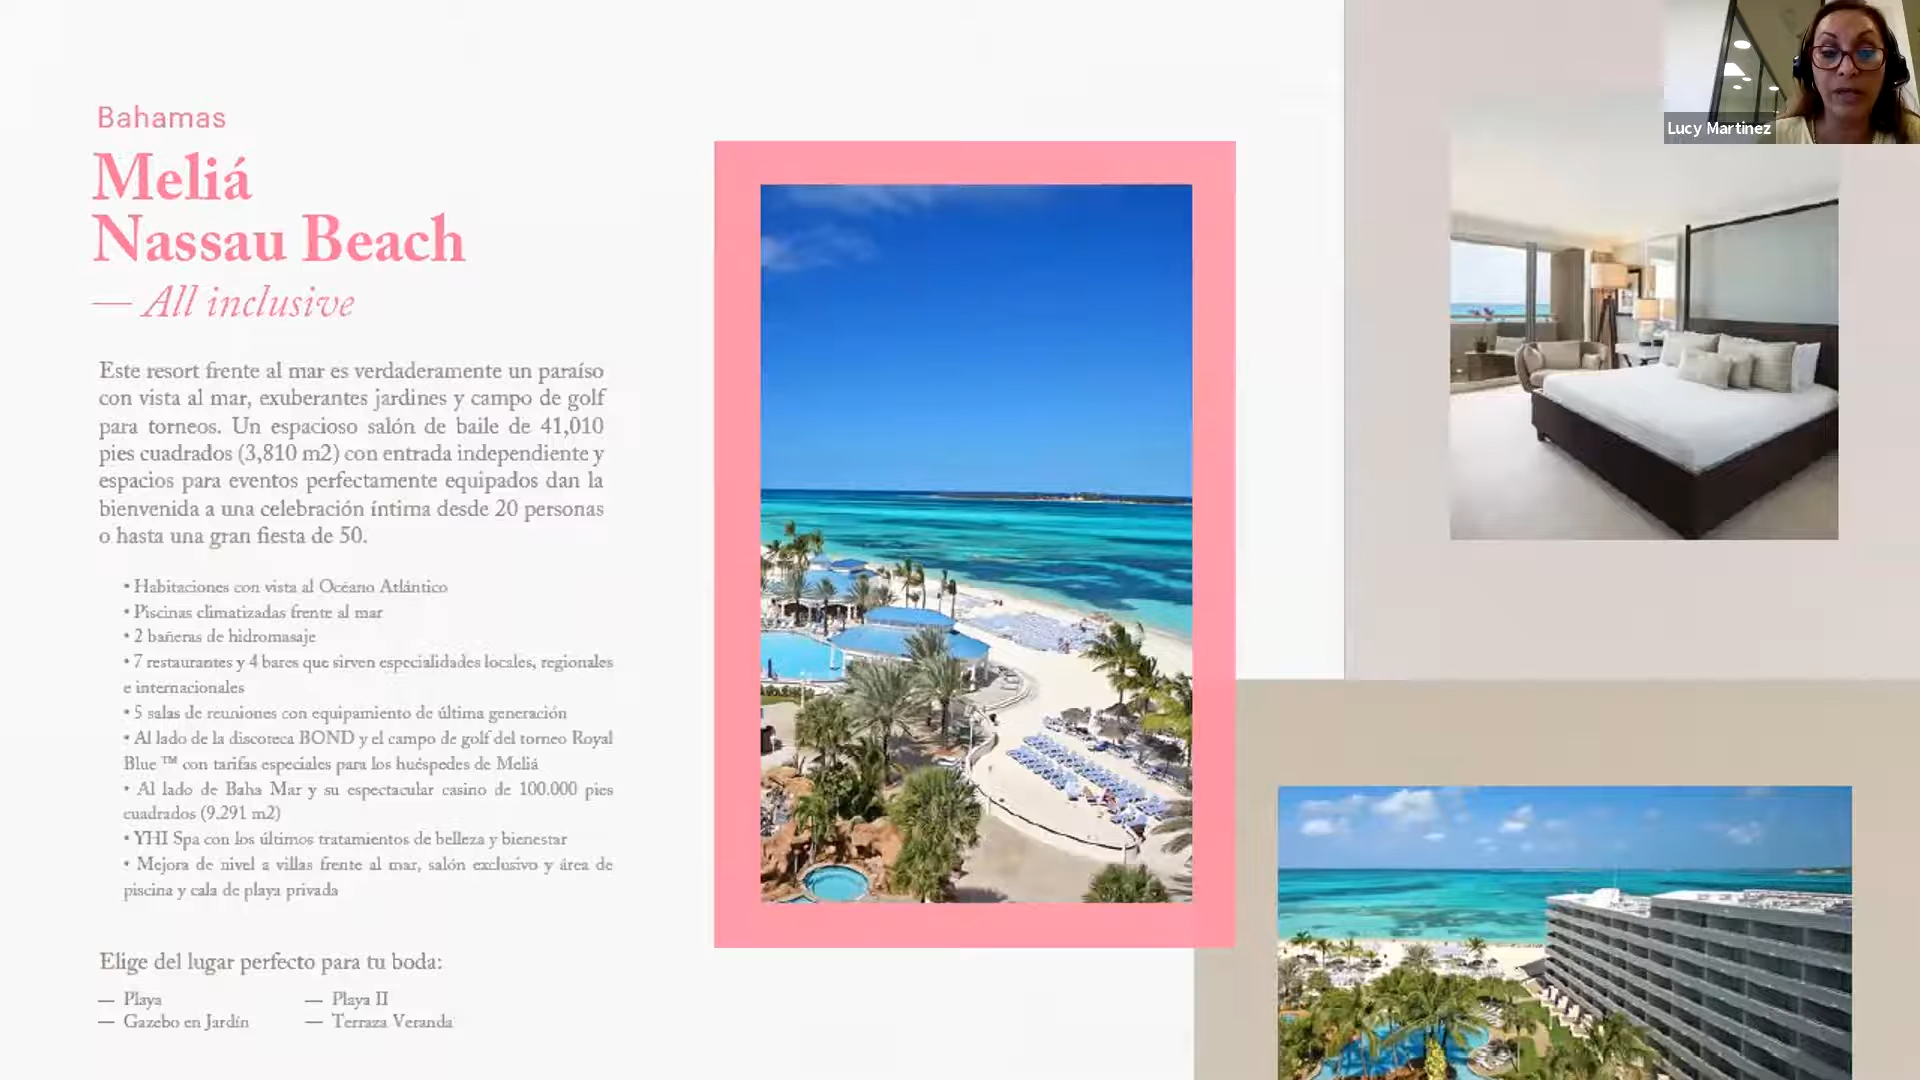 Bahamas
Meliá
Nassau Beach
— All inclusive
Este resort frente al mar es verdaderamente un paraíso
con vista al mar, exuberantes jardines y campo de golf
para torneos. Un espacioso salón de baile de 41,010
pies cuadrados (3,810 m2) con entrada independiente y
espacios para eventos perfectamente equipados dan la
bienvenida a una celebración íntima desde 20 personas
o hasta una gran fiesta de 50.
• Habitaciones con vista al Océano Atlántico
• Piscinas climatizadas frente al mar
• 2 bañeras de hidromasaje
• 7 restaurantes y 4 bares que sirven especialidades locales, regionales
e internacionales
• 5 salas de reuniones con equipamiento de última generación
• Al lado de la discoteca BOND y el campo de golf del torneo Royal
Blue ™ con tarifas especiales para los huéspedes de Meliá
• Al lado de Baha Mar y su espectacular casino de 100.000 pies
cuadrados (9.291 m2)
• YHI Spa con los últimos tratamientos de belleza y bienestar
• Mejora de nivel a villas frente al mar, salón exclusivo y área de
piscina y cala de playa privada
Elige del lugar perfecto para tu boda:
— Playa
— Gazebo en Jardín
— Playa II
— Terraza Veranda
Lucy Martinez